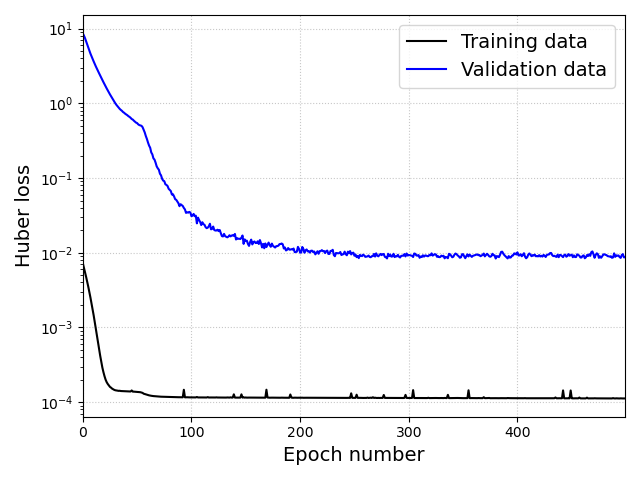 Training data
Validation data
Huber loss
10¹
10⁰
10⁻¹
10⁻²
10⁻³
10⁻⁴
0 100 200 300 400
Epoch number